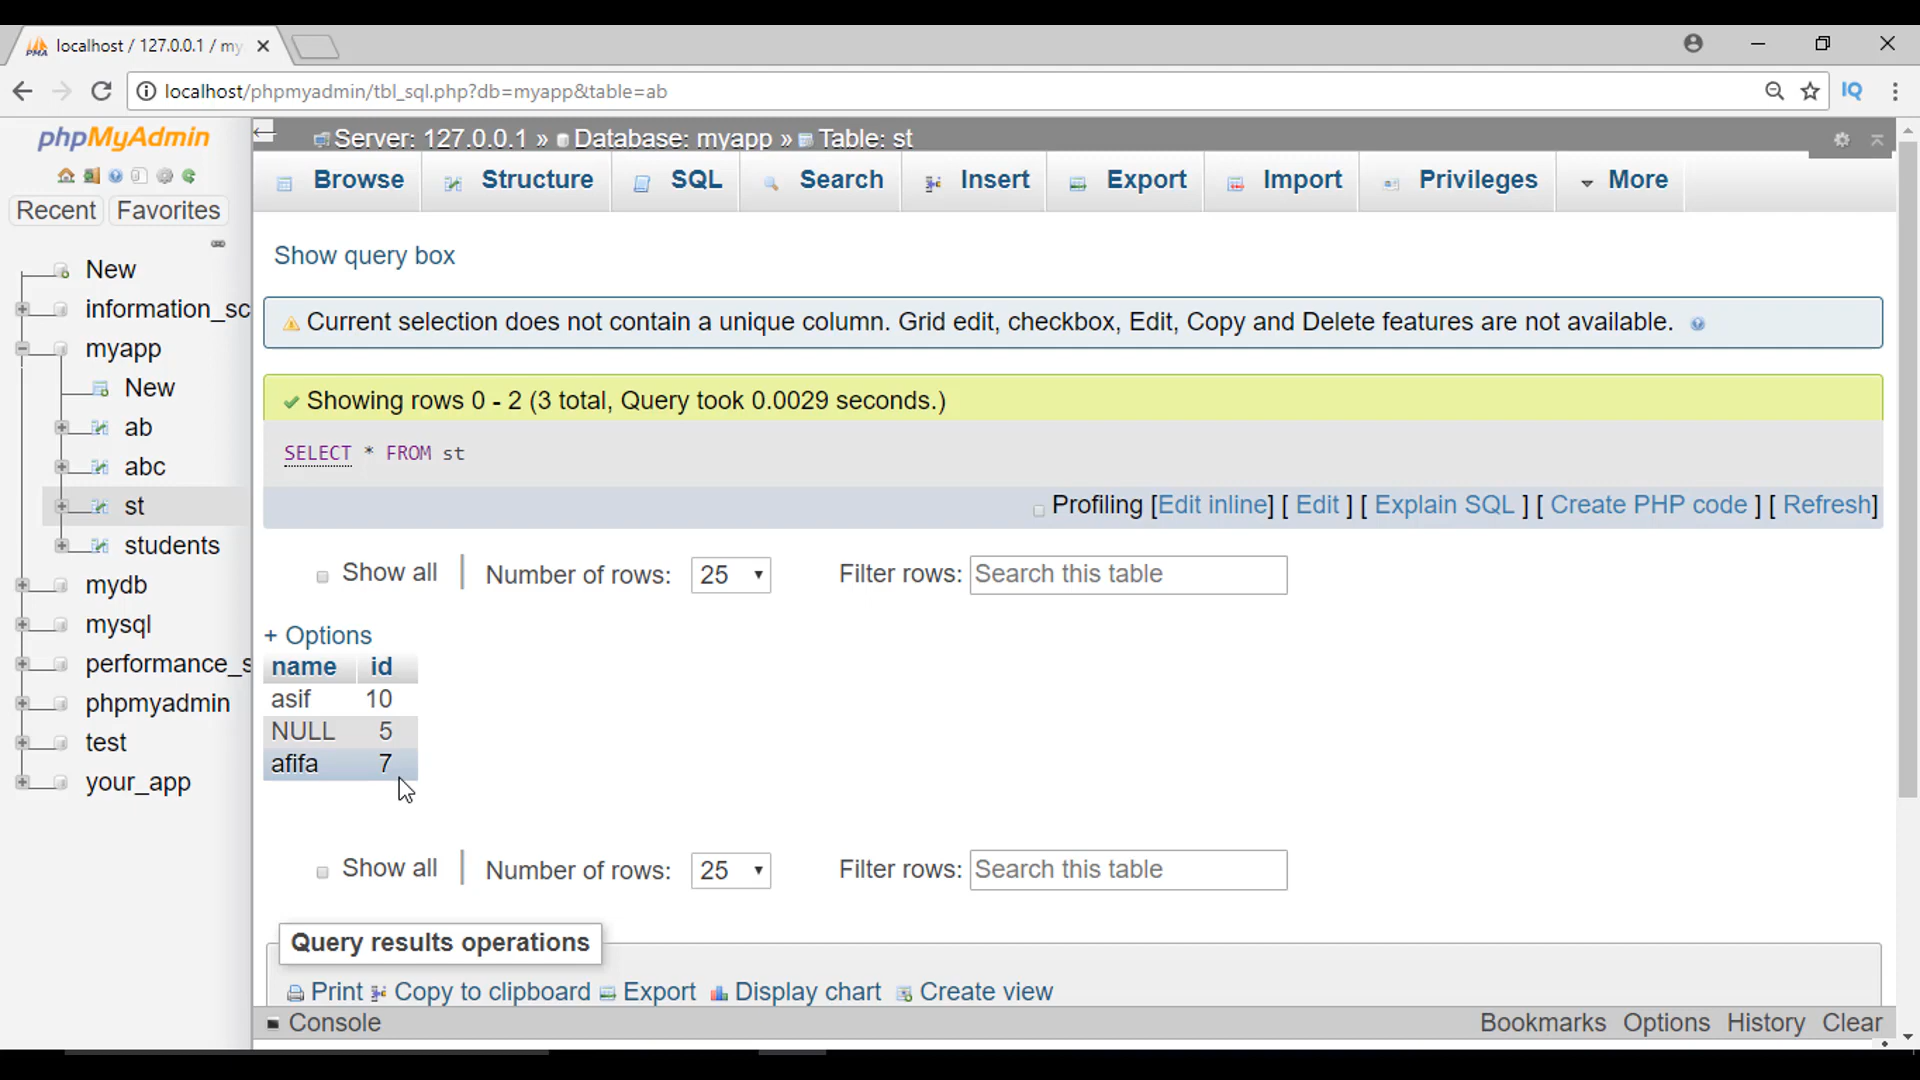 localhost / 127.0.0.1 / my
localhost/phpmyadmin/tbl_sql.php?db=myapp&table=ab
IQ
phpMyAdmin
Recent Favorites
New
information_sc
myapp
New
ab
abc
st
students
mydb
mysql
performance_s
phpmyadmin
test
your_app
Server: 127.0.0.1 » Database: myapp » Table: st
Browse Structure SQL Search Insert Export Import Privileges More
Show query box
Current selection does not contain a unique column. Grid edit, checkbox, Edit, Copy and Delete features are not available.
Showing rows 0 - 2 (3 total, Query took 0.0029 seconds.)
SELECT * FROM st
Profiling [Edit inline] [ Edit ] [ Explain SQL ] [ Create PHP code ] [ Refresh]
Show all | Number of rows: 25 Filter rows: Search this table
+ Options
name id
asif 10
NULL 5
afifa 7
Show all | Number of rows: 25 Filter rows: Search this table
Query results operations
Print Copy to clipboard Export Display chart Create view
Console Bookmarks Options History Clear